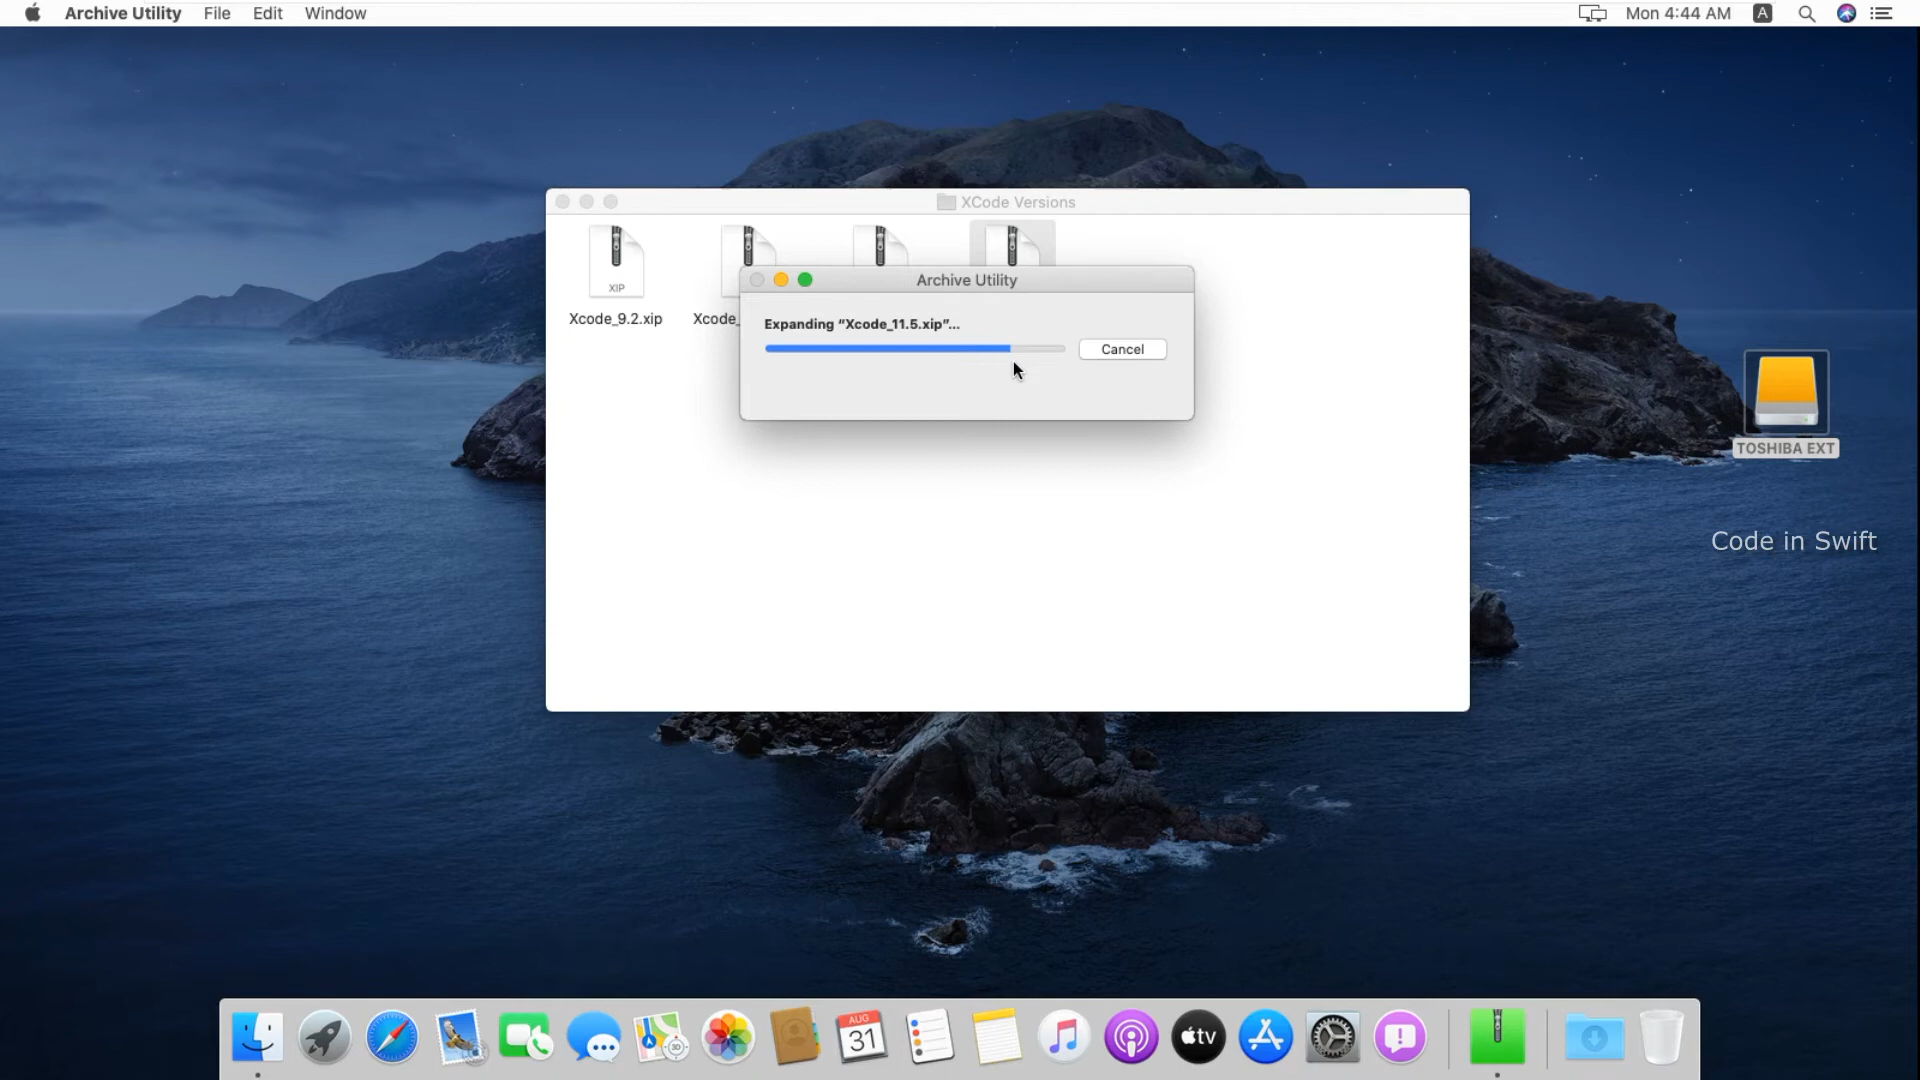 Archive Utility File Edit Window
Mon 4:44 AM A
XCode Versions
XIP
Xcode_9.2.xip
Xcode_
Archive Utility
Expanding “Xcode_11.5.xip”...
Cancel
TOSHIBA EXT
Code in Swift
3D
AUG
31
tv